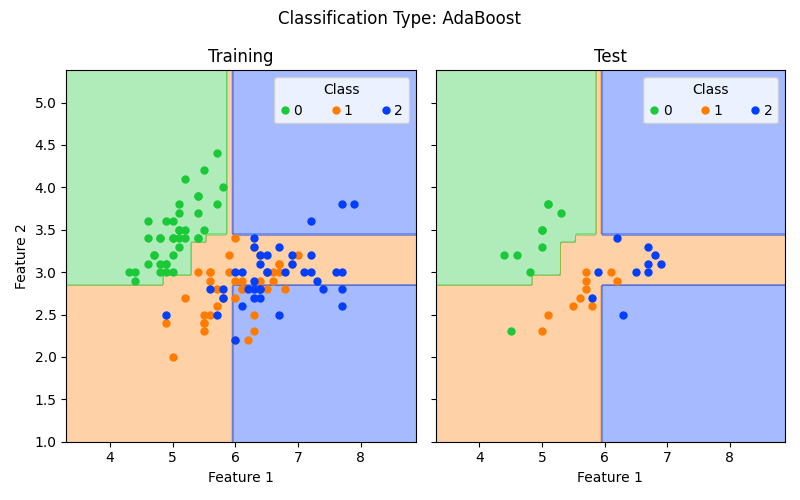 Classification Type: AdaBoost
Training
Test
Class
0 1 2
Class
0 1 2
5.0
4.5
4.0
3.5
3.0
2.5
2.0
1.5
1.0
Feature 2
4 5 6 7 8
4 5 6 7 8
Feature 1
Feature 1